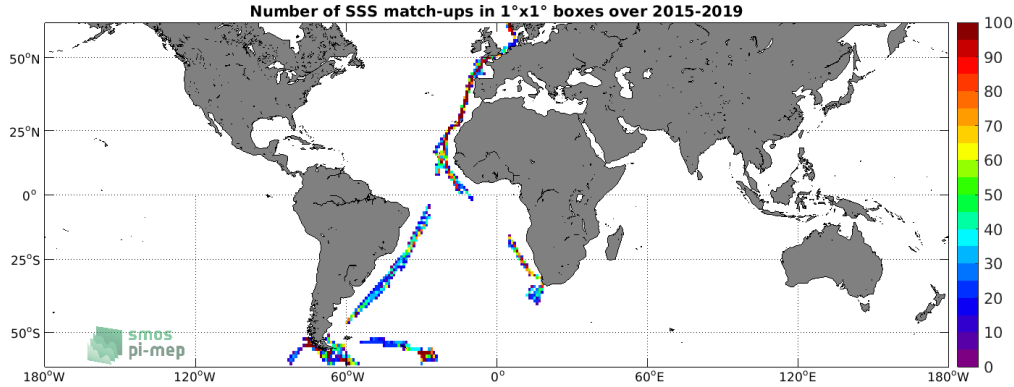 Number of SSS match-ups in 1°x1° boxes over 2015-2019
50°N
25°N
0°
25°S
50°S
180°W
120°W
60°W
0°
60°E
120°E
180°W
100
90
80
70
60
50
40
30
20
10
0
smos
pi-mep